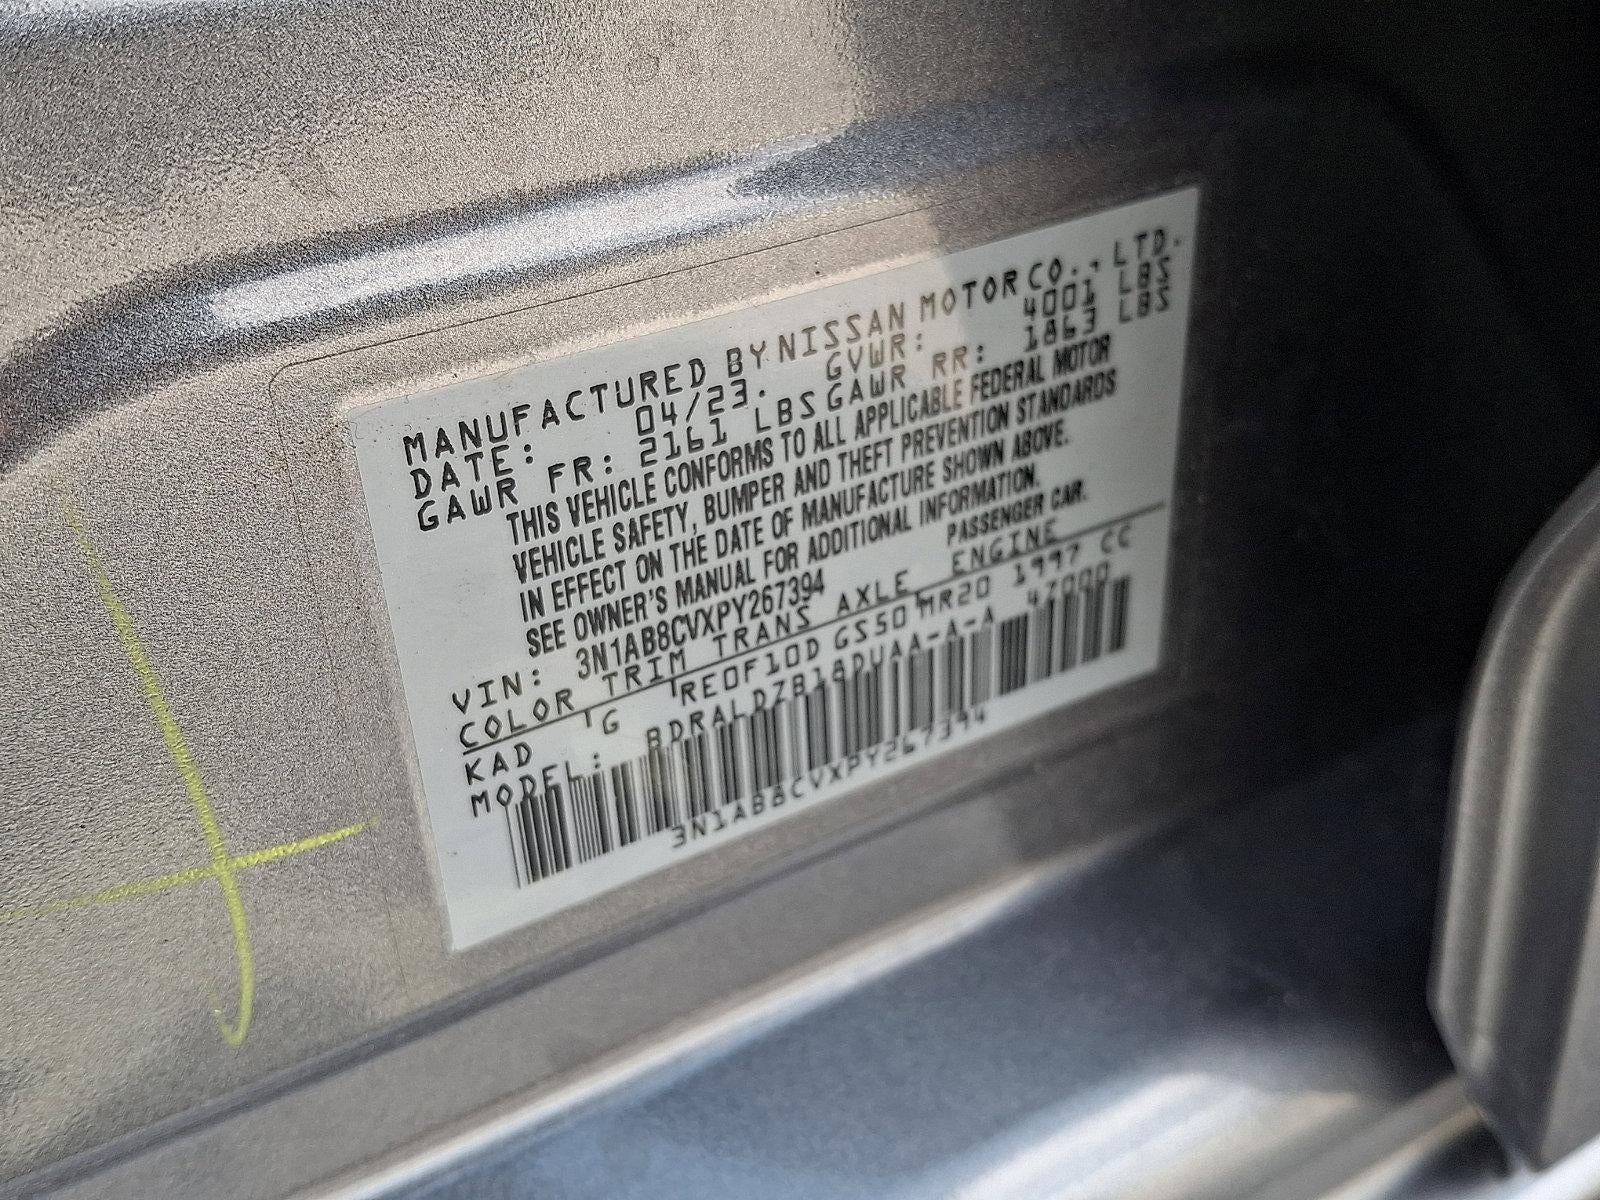 MANUFACTURED BY NISSAN MOTOR CO., LTD.
DATE: 04/23. GVWR: 4001 LBS
GAWR FR: 2161 LBS GAWR RR: 1863 LBS
THIS VEHICLE CONFORMS TO ALL APPLICABLE FEDERAL MOTOR
VEHICLE SAFETY, BUMPER AND THEFT PREVENTION STANDARDS
IN EFFECT ON THE DATE OF MANUFACTURE SHOWN ABOVE.
SEE OWNER'S MANUAL FOR ADDITIONAL INFORMATION.
VIN: 3N1AB8CVXPY267394 PASSENGER CAR.
COLOR TRIM TRANS AXLE ENGINE
KAD G RE0F10D GS50 MR20 1997 CC
MODEL: BDRALDZB18DUAA-A-A 47000
3N1AB8CVXPY267394